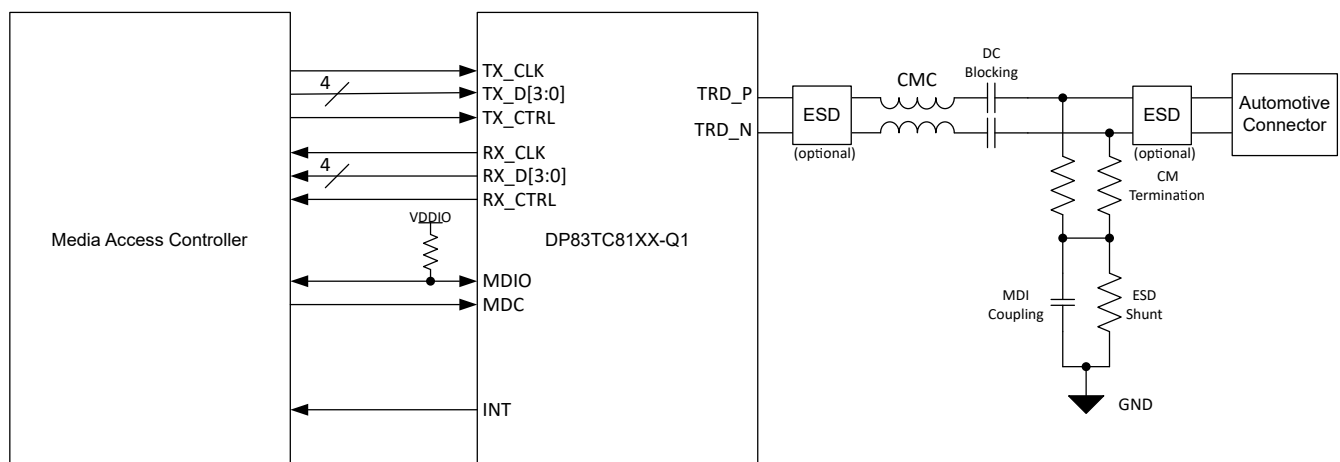 Media Access Controller
4
4
VDDIO
TX_CLK
TX_D[3:0]
TX_CTRL
RX_CLK
RX_D[3:0]
RX_CTRL
DP83TC81XX-Q1
MDIO
MDC
INT
TRD_P
TRD_N
ESD
(optional)
CMC
DC
Blocking
ESD
(optional)
Automotive
Connector
CM
Termination
MDI
Coupling
ESD
Shunt
GND